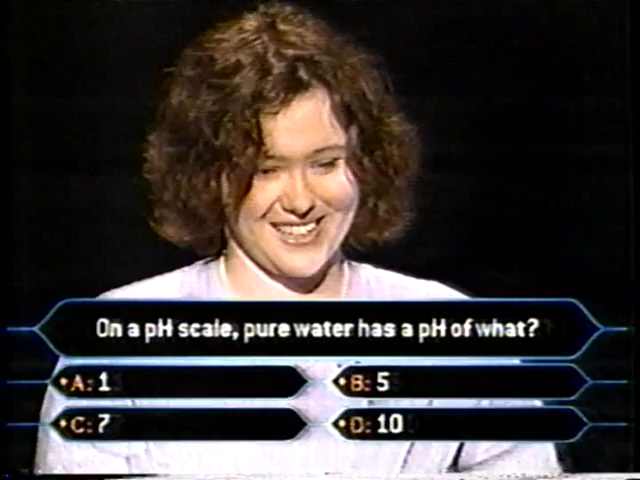 On a pH scale, pure water has a pH of what?
A: 1
B: 5
C: 7
D: 10